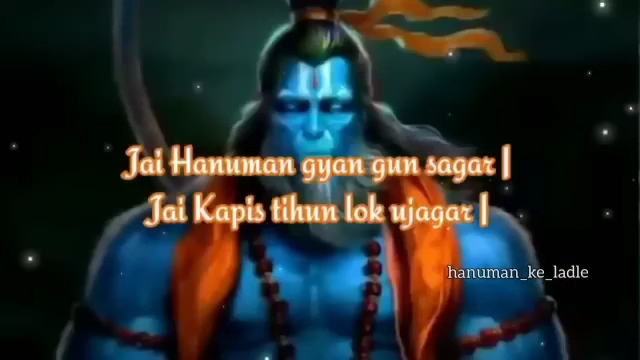 Jai Hanuman gyan gun sagar |
Jai Kapis tihun lok ujagar |
hanuman_ke_ladle